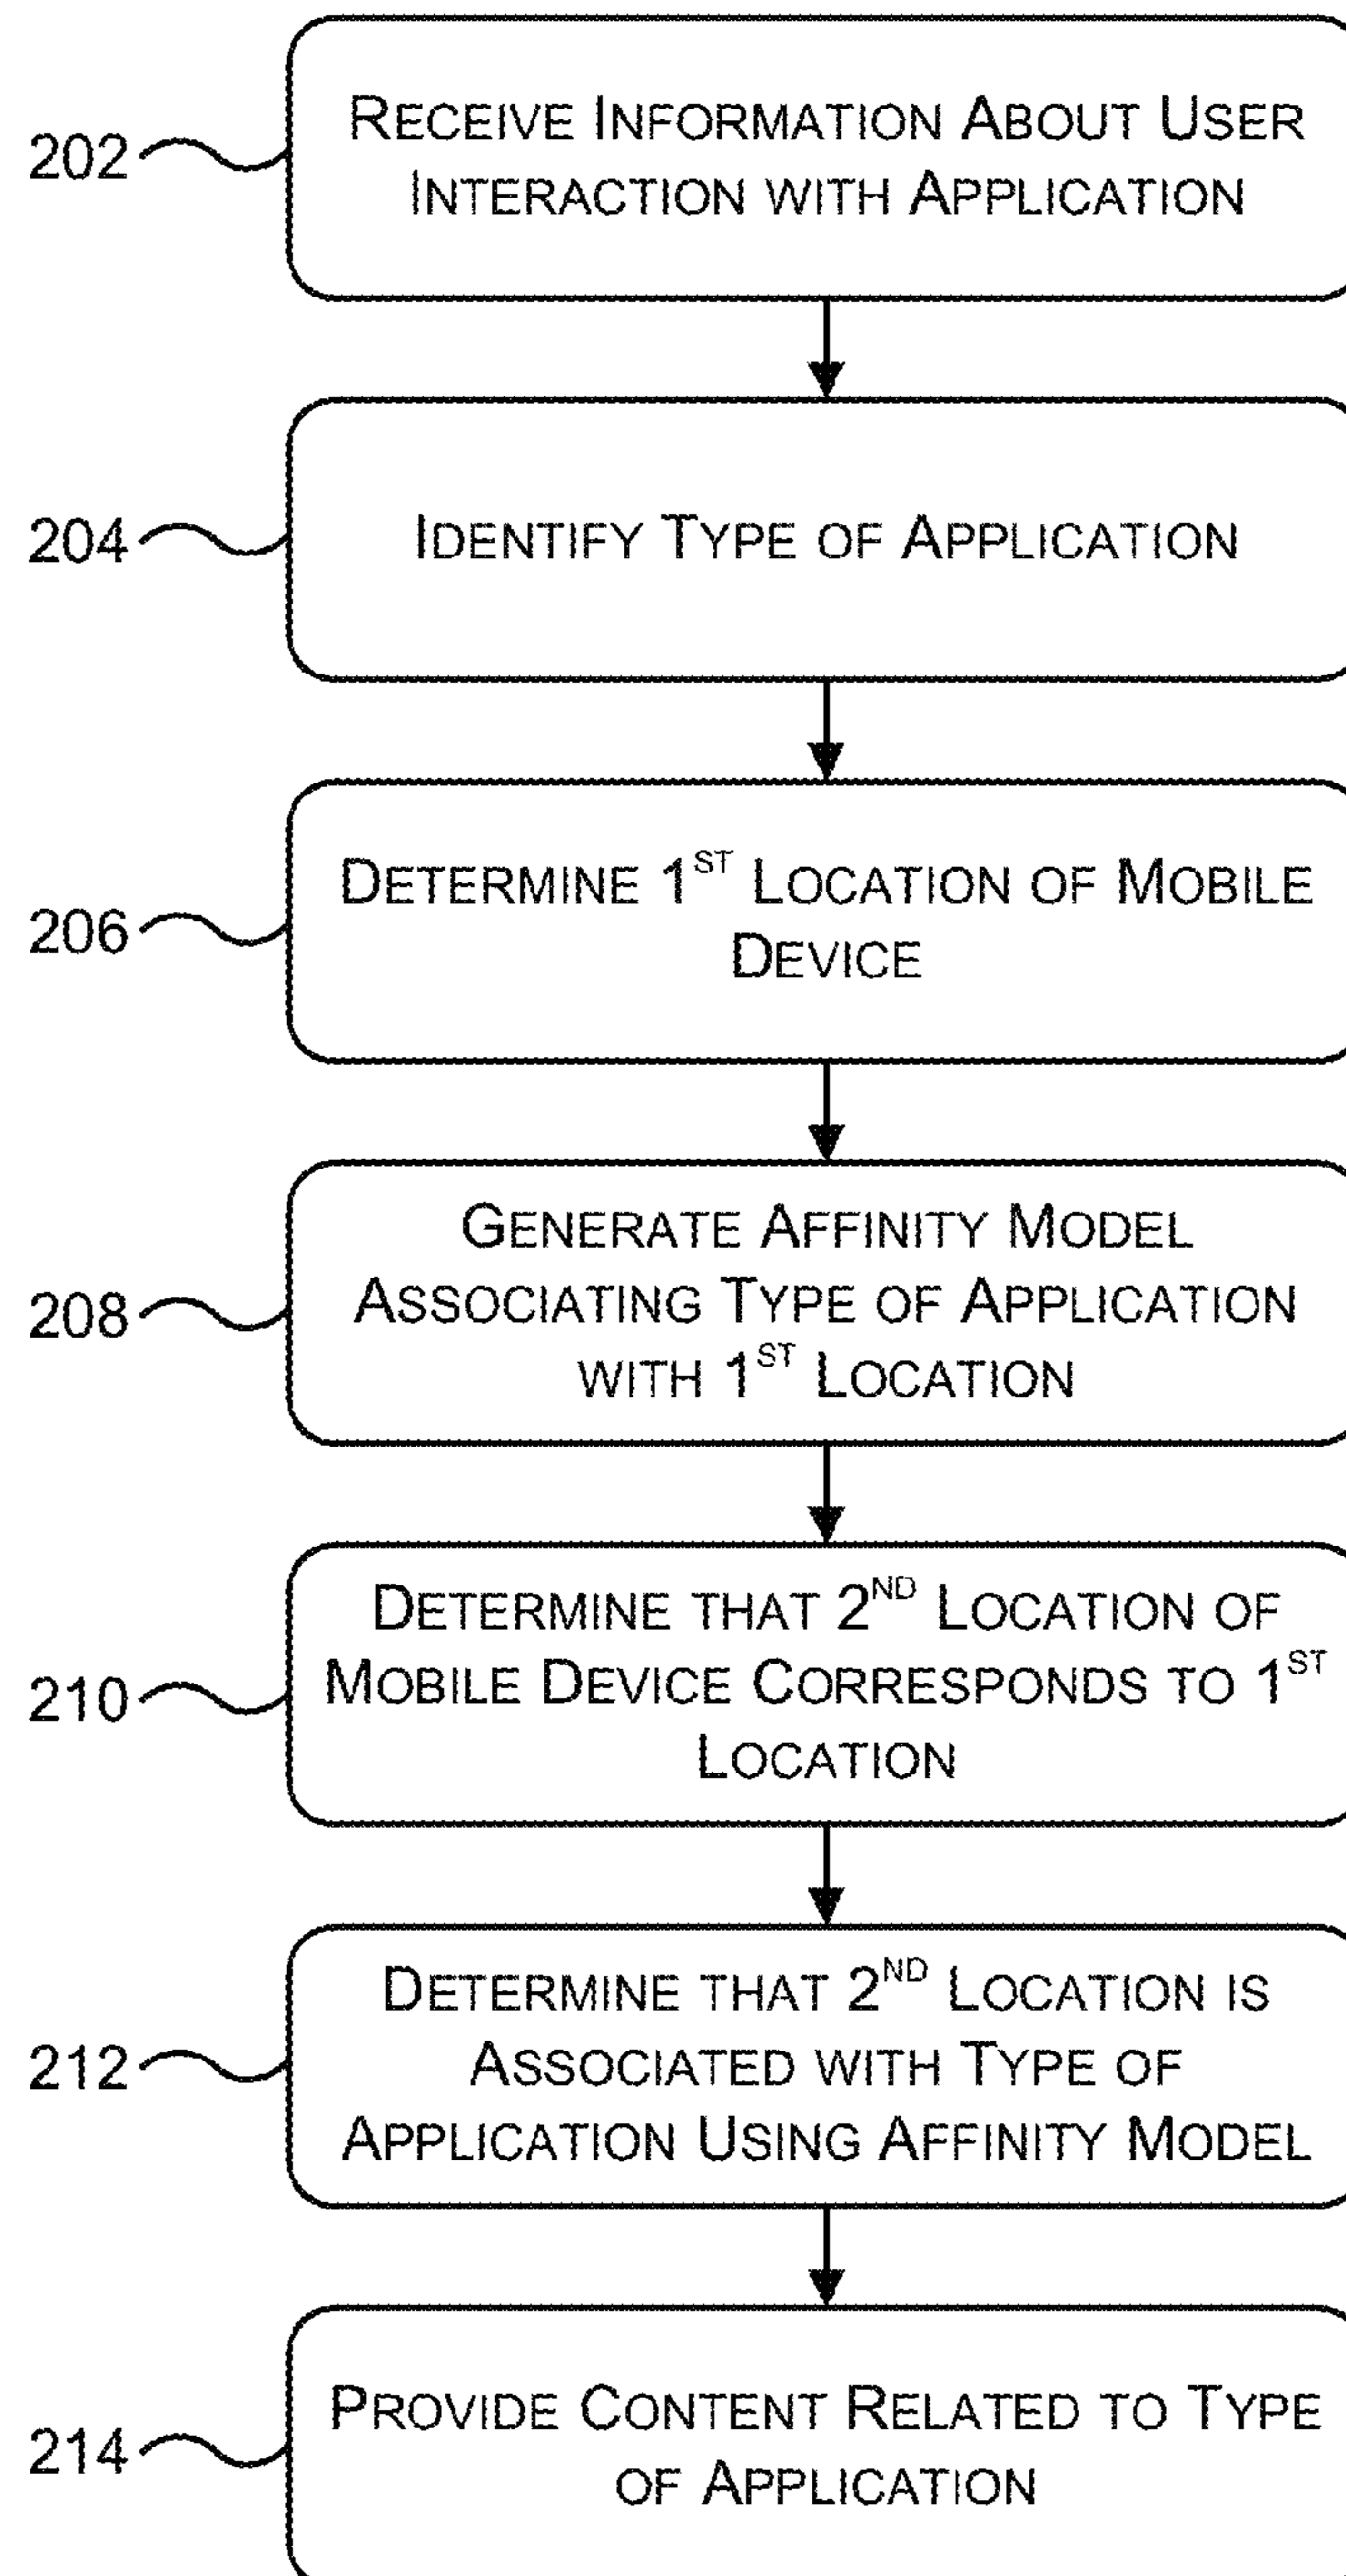 202
RECEIVE INFORMATION ABOUT USER
INTERACTION WITH APPLICATION
204
IDENTIFY TYPE OF APPLICATION
206
DETERMINE 1ST LOCATION OF MOBILE
DEVICE
208
GENERATE AFFINITY MODEL
ASSOCIATING TYPE OF APPLICATION
WITH 1ST LOCATION
210
DETERMINE THAT 2ND LOCATION OF
MOBILE DEVICE CORRESPONDS TO 1ST
LOCATION
212
DETERMINE THAT 2ND LOCATION IS
ASSOCIATED WITH TYPE OF
APPLICATION USING AFFINITY MODEL
214
PROVIDE CONTENT RELATED TO TYPE
OF APPLICATION